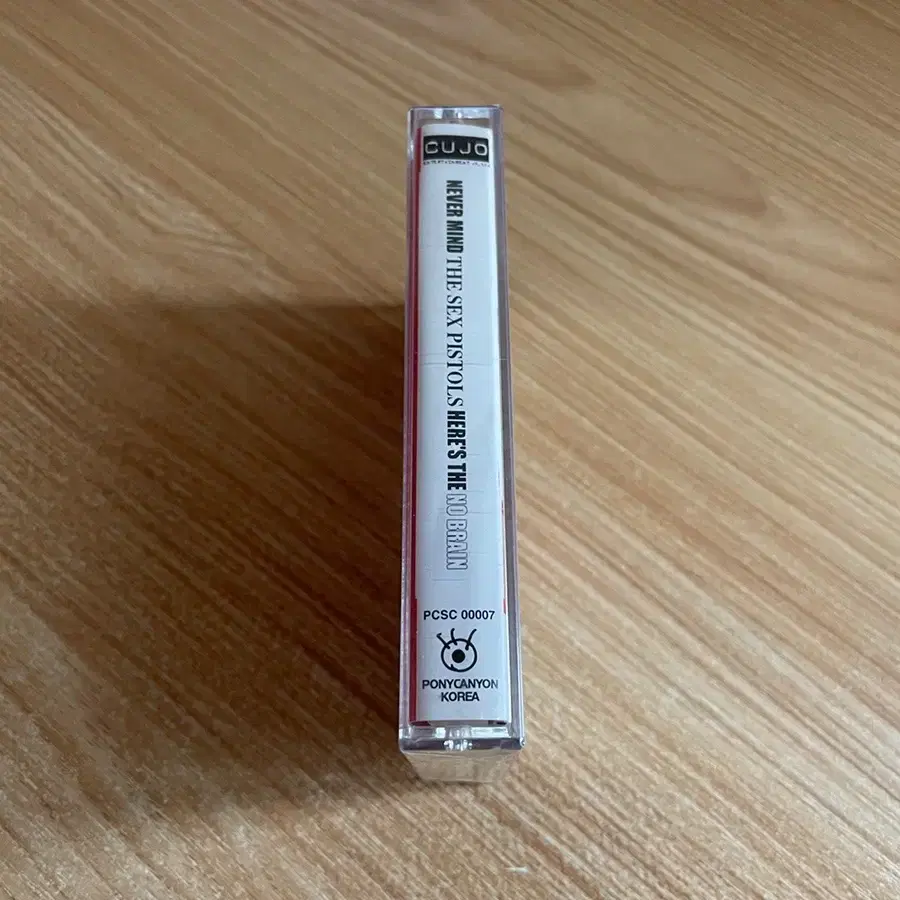 CUJO
NEVER MIND THE SEX PISTOLS HERE'S THE NO BRAIN
PCSC 00007
PONYCANYON
KOREA